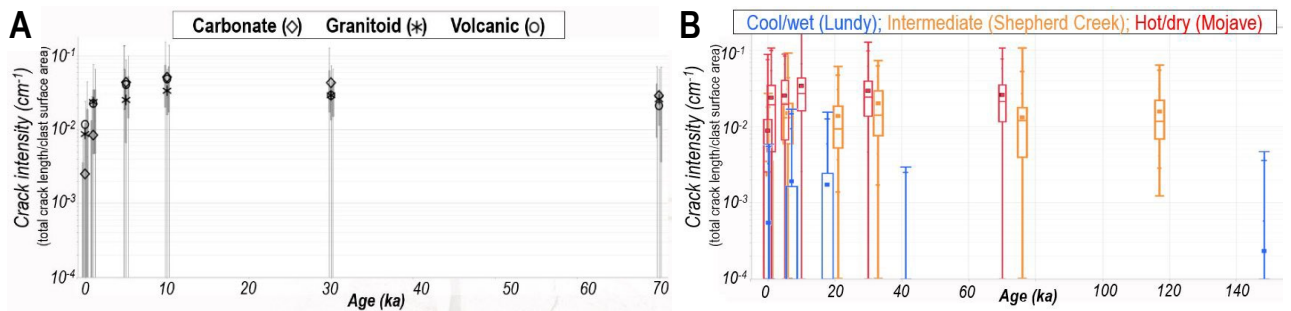 A
Carbonate (◇) Granitoid (✳) Volcanic (○)
Crack intensity (cm⁻¹)
(total crack length/clast surface area)
10⁻¹
10⁻²
10⁻³
10⁻⁴
0 10 20 30 40 50 60 70
Age (ka)
B
Cool/wet (Lundy); Intermediate (Shepherd Creek); Hot/dry (Mojave)
Crack intensity (cm⁻¹)
(total crack length/clast surface area)
10⁻¹
10⁻²
10⁻³
10⁻⁴
0 20 40 60 80 100 120 140
Age (ka)